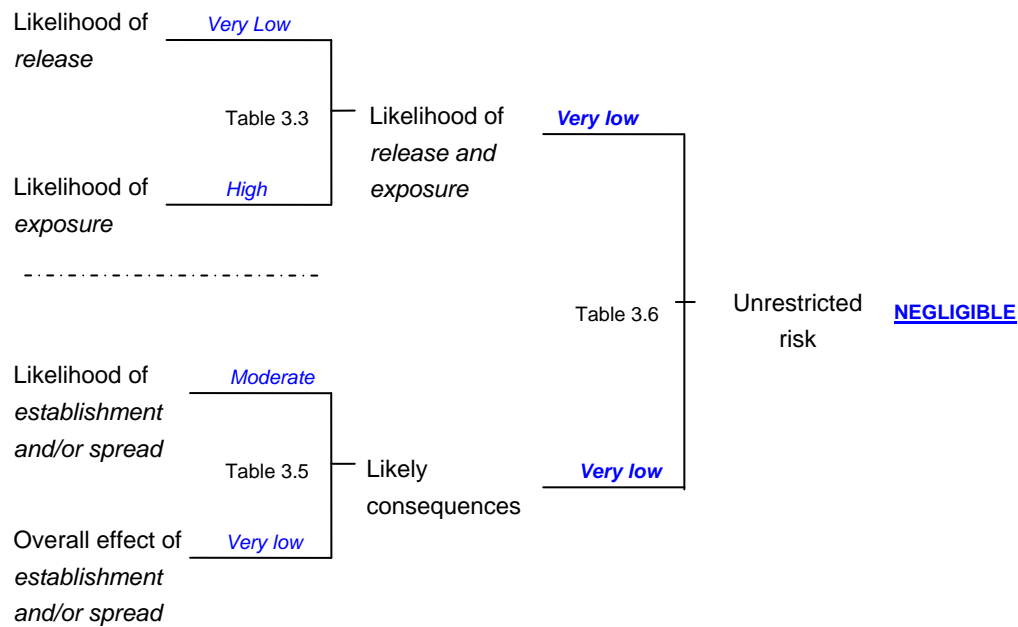 Likelihood of
release
Very Low
Table 3.3
Likelihood of
exposure
High
Likelihood of
release and
exposure
Very low
Likelihood of
establishment
and/or spread
Moderate
Table 3.5
Overall effect of
establishment
and/or spread
Very low
Likely
consequences
Very low
Table 3.6
Unrestricted
risk
NEGLIGIBLE